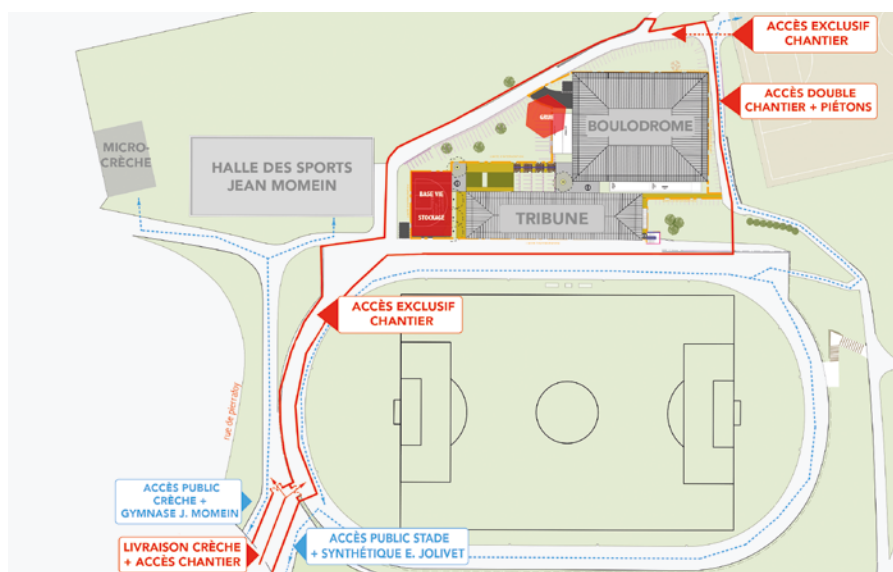 ACCÈS EXCLUSIF
CHANTIER
ACCÈS DOUBLE
CHANTIER + PIÉTONS
GRUE
BOULODROME
MICRO-
CRÈCHE
HALLE DES SPORTS
JEAN MOMEIN
BASE VIE
STOCKAGE
TRIBUNE
ACCÈS EXCLUSIF
CHANTIER
rue de pierrafoy
ACCÈS PUBLIC
CRÈCHE +
GYMNASE J. MOMEIN
LIVRAISON CRÈCHE
+ ACCÈS CHANTIER
ACCÈS PUBLIC STADE
+ SYNTHÉTIQUE E. JOLIVET